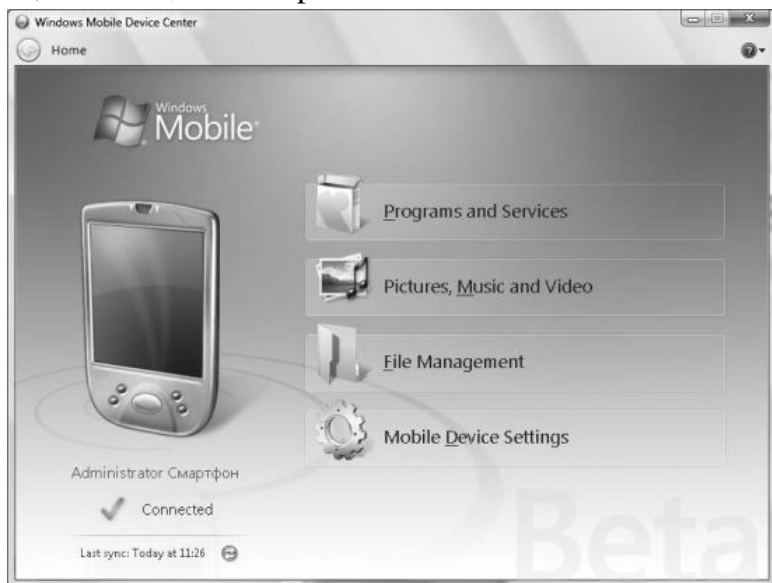 Windows Mobile Device Center
Home
Windows
Mobile
Programs and Services
Pictures, Music and Video
File Management
Mobile Device Settings
Administrator Смартфон
Connected
Last sync: Today at 11:26
Beta